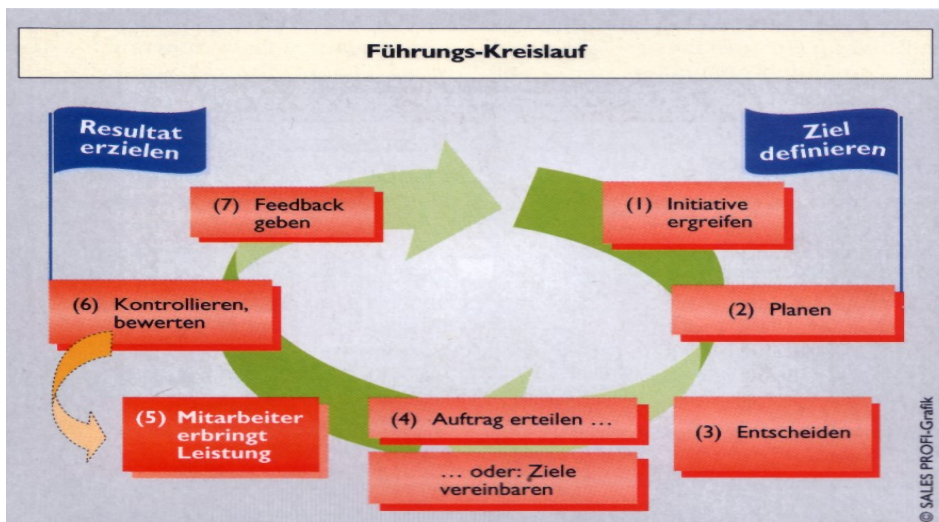 Führungs-Kreislauf
Resultat
erzielen
Ziel
definieren
(7) Feedback
geben
(1) Initiative
ergreifen
(6) Kontrollieren,
bewerten
(2) Planen
(5) Mitarbeiter
erbringt
Leistung
(4) Auftrag erteilen ...
... oder: Ziele
vereinbaren
(3) Entscheiden
© SALES PROFI-Grafik